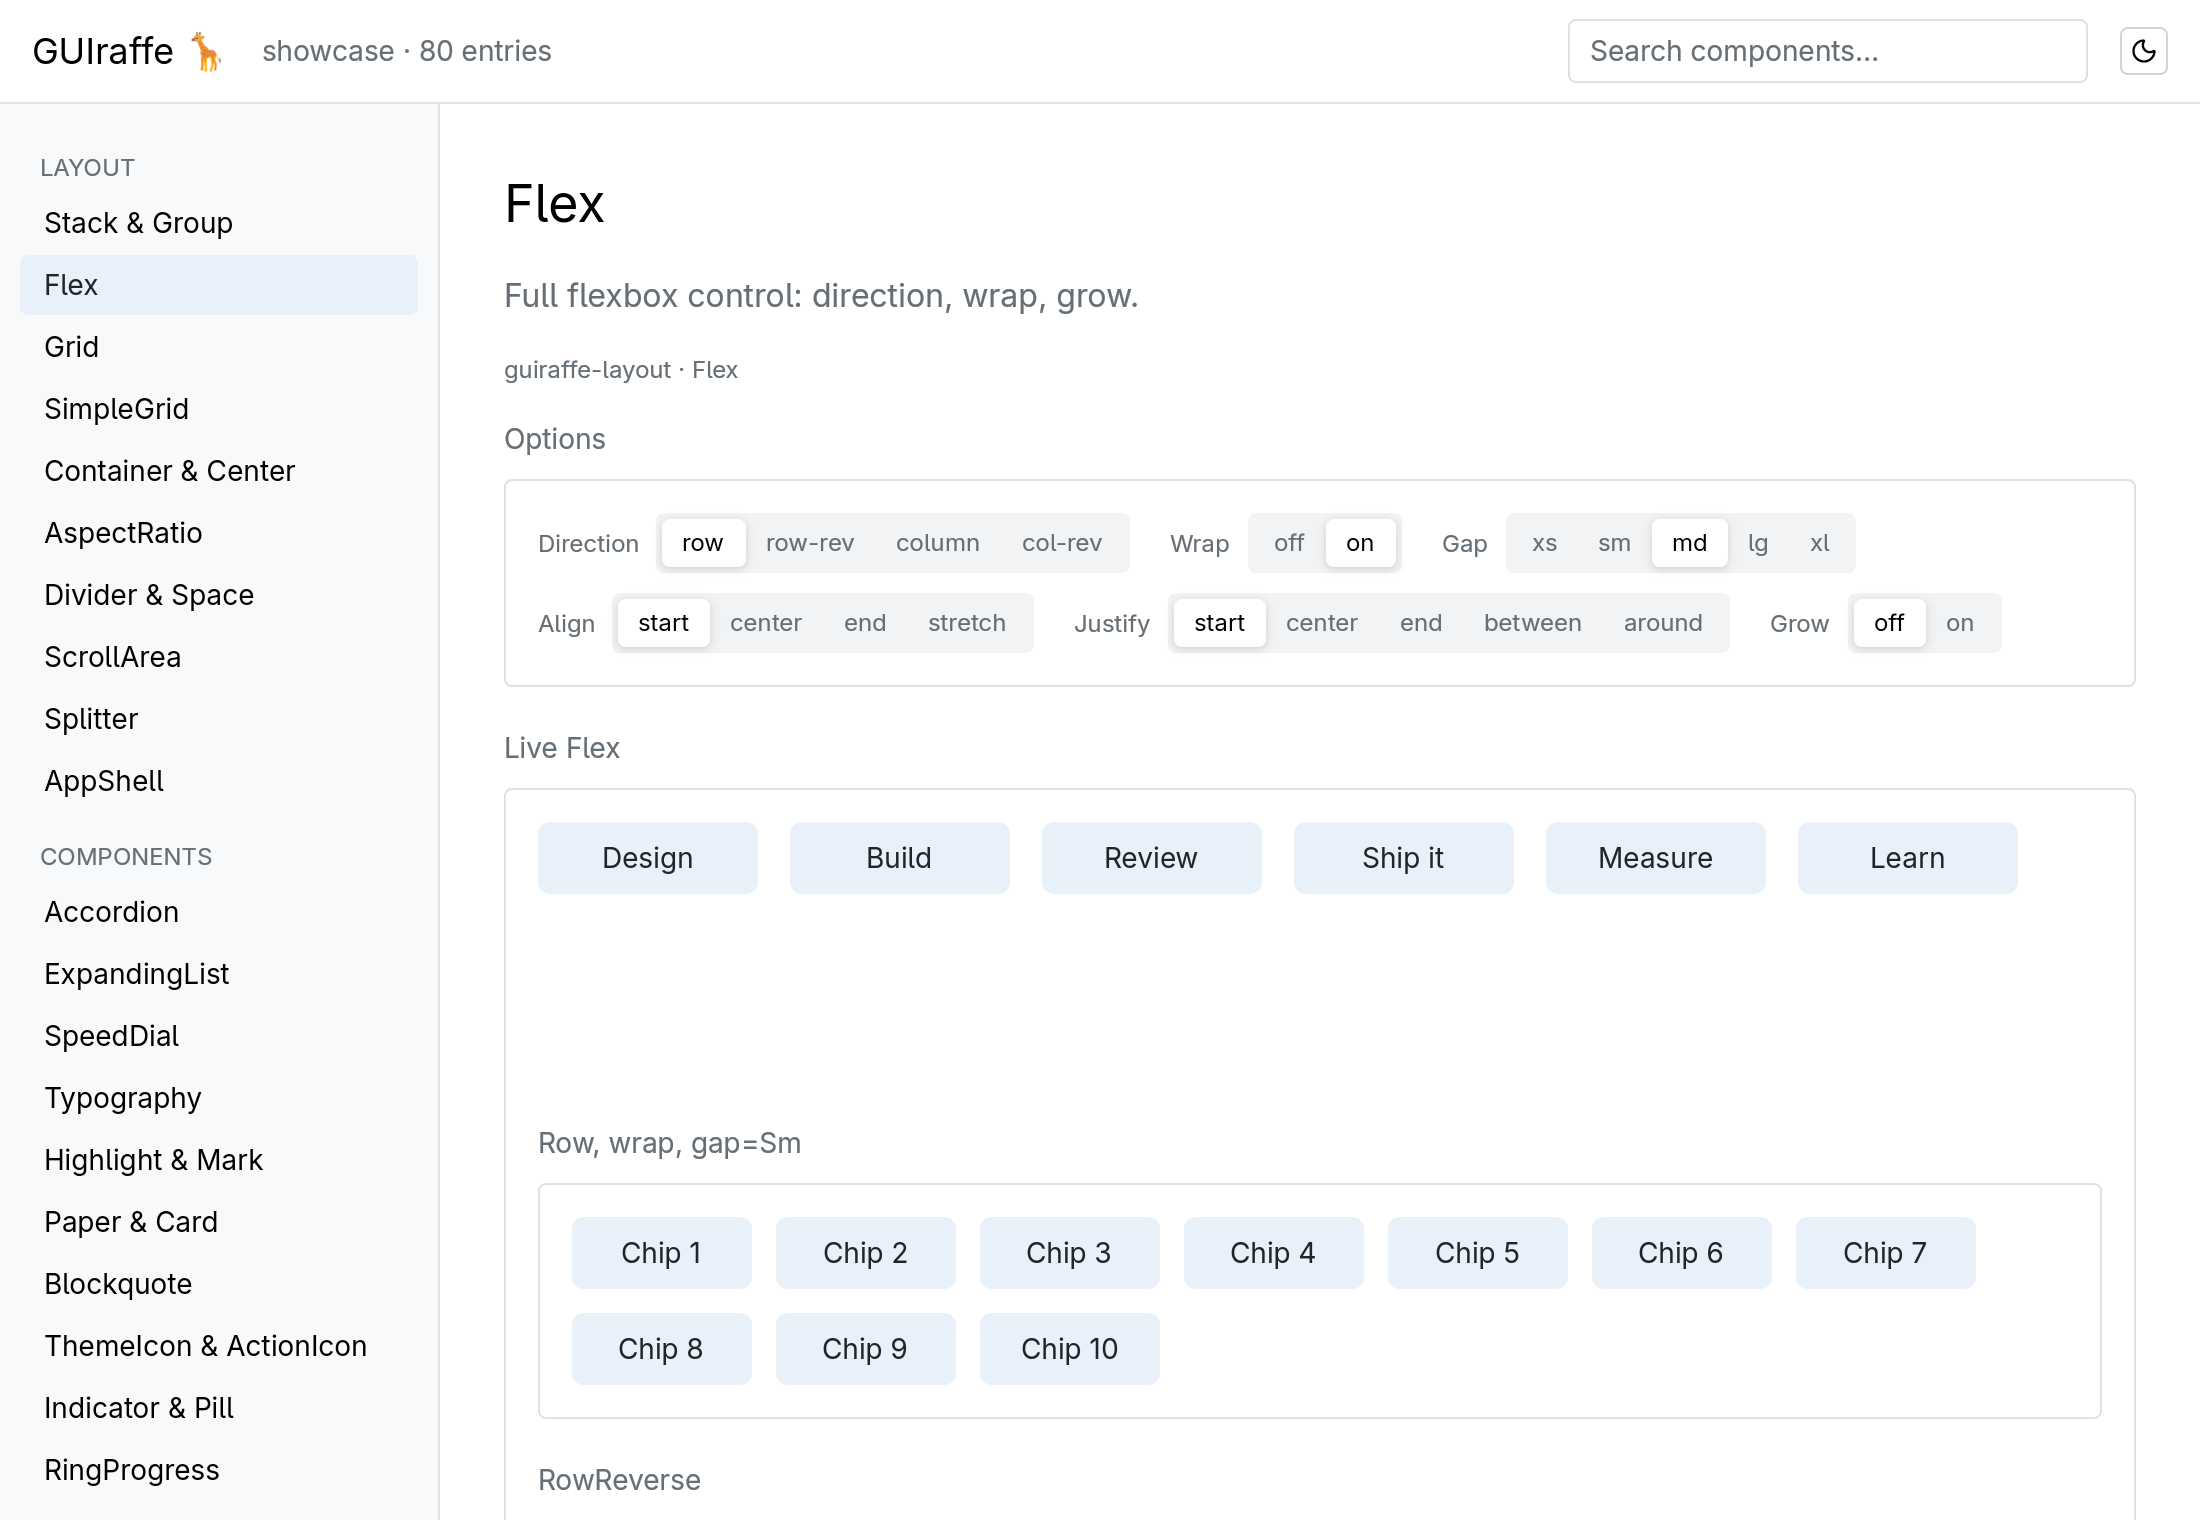 GUIraffe 🦒 showcase · 80 entries Search components...
LAYOUT
Stack & Group
Flex
Grid
SimpleGrid
Container & Center
AspectRatio
Divider & Space
ScrollArea
Splitter
AppShell
COMPONENTS
Accordion
ExpandingList
SpeedDial
Typography
Highlight & Mark
Paper & Card
Blockquote
ThemeIcon & ActionIcon
Indicator & Pill
RingProgress
Flex
Full flexbox control: direction, wrap, grow.
guiraffe-layout · Flex
Options
Direction row row-rev column col-rev Wrap off on Gap xs sm md lg xl
Align start center end stretch Justify start center end between around Grow off on
Live Flex
Design Build Review Ship it Measure Learn
Row, wrap, gap=Sm
Chip 1 Chip 2 Chip 3 Chip 4 Chip 5 Chip 6 Chip 7
Chip 8 Chip 9 Chip 10
RowReverse